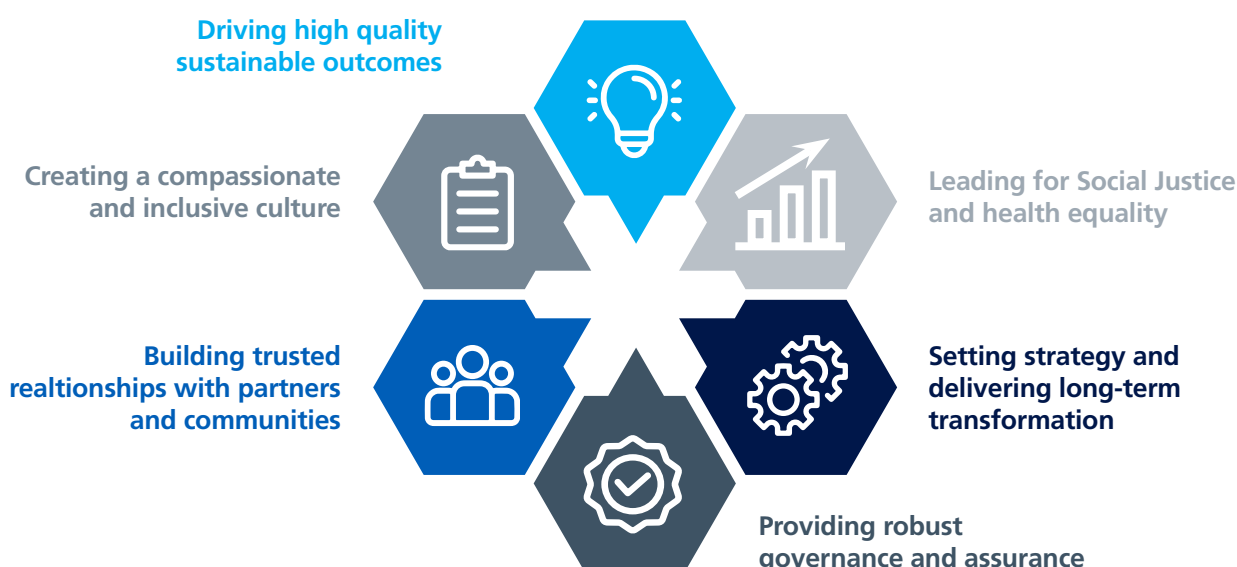 Driving high quality
sustainable outcomes
Creating a compassionate
and inclusive culture
Leading for Social Justice
and health equality
Building trusted
realtionships with partners
and communities
Setting strategy and
delivering long-term
transformation
Providing robust
governance and assurance